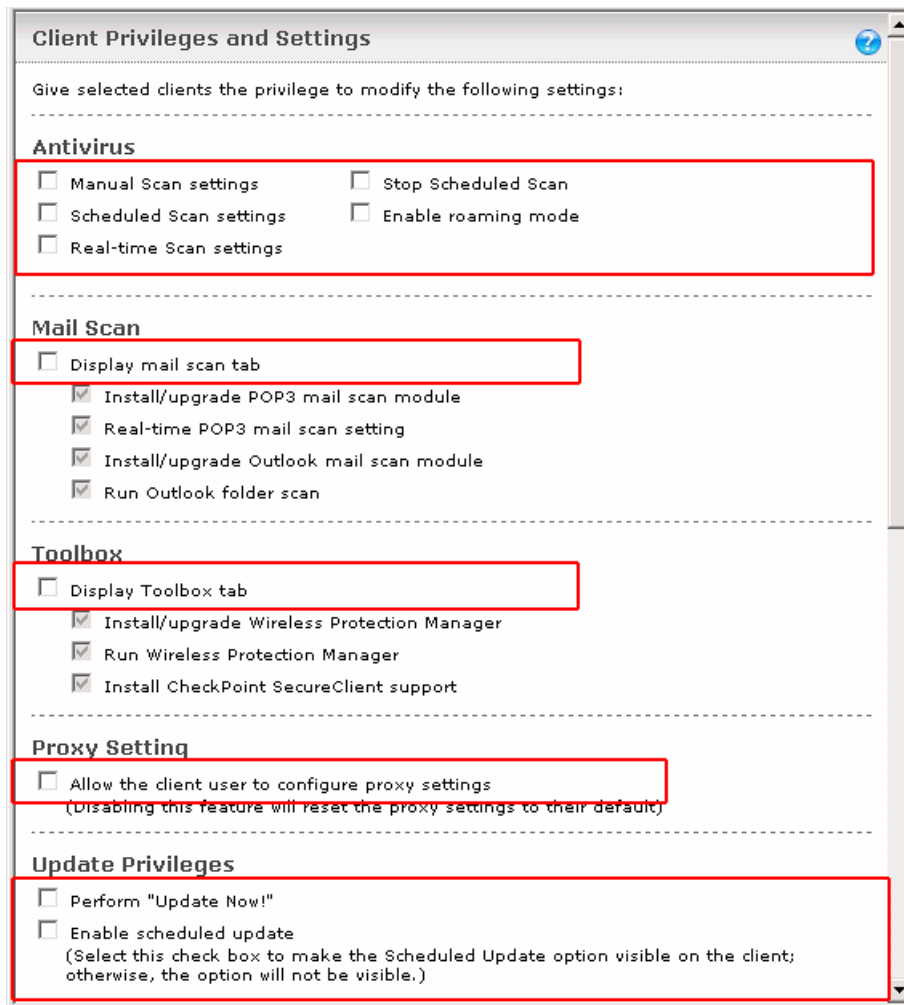 Client Privileges and Settings
?
Give selected clients the privilege to modify the following settings:
Antivirus
Manual Scan settings
Stop Scheduled Scan
Scheduled Scan settings
Enable roaming mode
Real-time Scan settings
Mail Scan
Display mail scan tab
Install/upgrade POP3 mail scan module
Real-time POP3 mail scan setting
Install/upgrade Outlook mail scan module
Run Outlook folder scan
Toolbox
Display Toolbox tab
Install/upgrade Wireless Protection Manager
Run Wireless Protection Manager
Install CheckPoint SecureClient support
Proxy Setting
Allow the client user to configure proxy settings
(Disabling this feature will reset the proxy settings to their default)
Update Privileges
Perform "Update Now!"
Enable scheduled update
(Select this check box to make the Scheduled Update option visible on the client;
otherwise, the option will not be visible.)